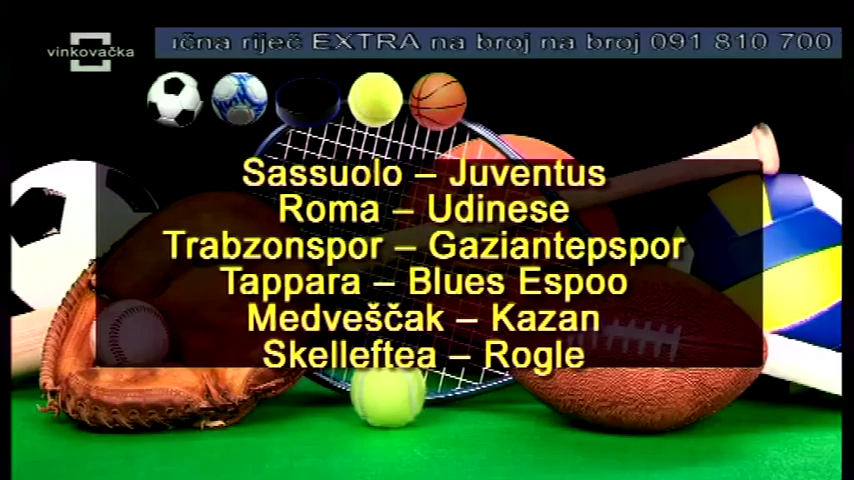 vinkovačka
ična riječ EXTRA na broj na broj 091 810 700
Sassuolo – Juventus
Roma – Udinese
Trabzonspor – Gaziantepspor
Tappara – Blues Espoo
Medveščak – Kazan
Skelleftea – Rogle